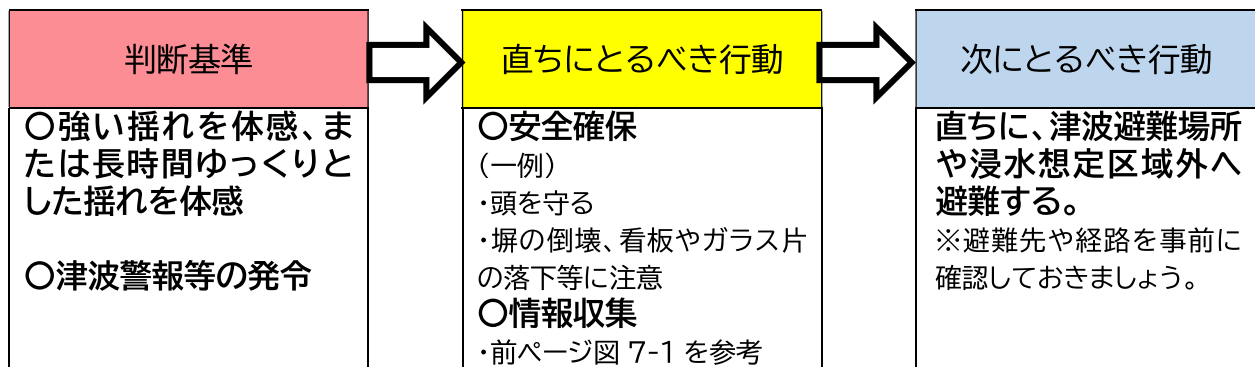 判断基準
〇強い揺れを体感、ま
たは長時間ゆっくりと
した揺れを体感
〇津波警報等の発令
直ちにとるべき行動
〇安全確保
（一例）
・頭を守る
・塀の倒壊、看板やガラス片
の落下等に注意
〇情報収集
・前ページ図 7-1 を参考
次にとるべき行動
直ちに、津波避難場所
や浸水想定区域外へ
避難する。
※避難先や経路を事前に
確認しておきましょう。